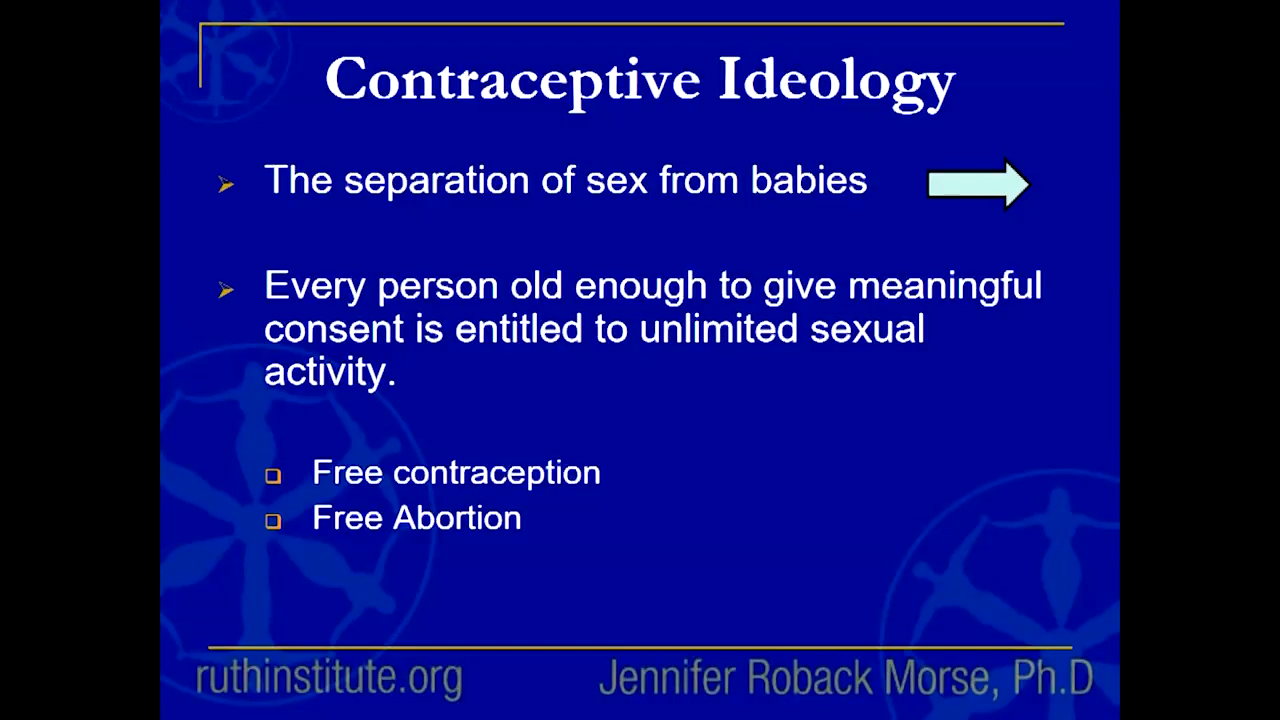 Contraceptive Ideology
The separation of sex from babies
Every person old enough to give meaningful
consent is entitled to unlimited sexual
activity.
Free contraception
Free Abortion
ruthinstitute.org
Jennifer Roback Morse, Ph.D